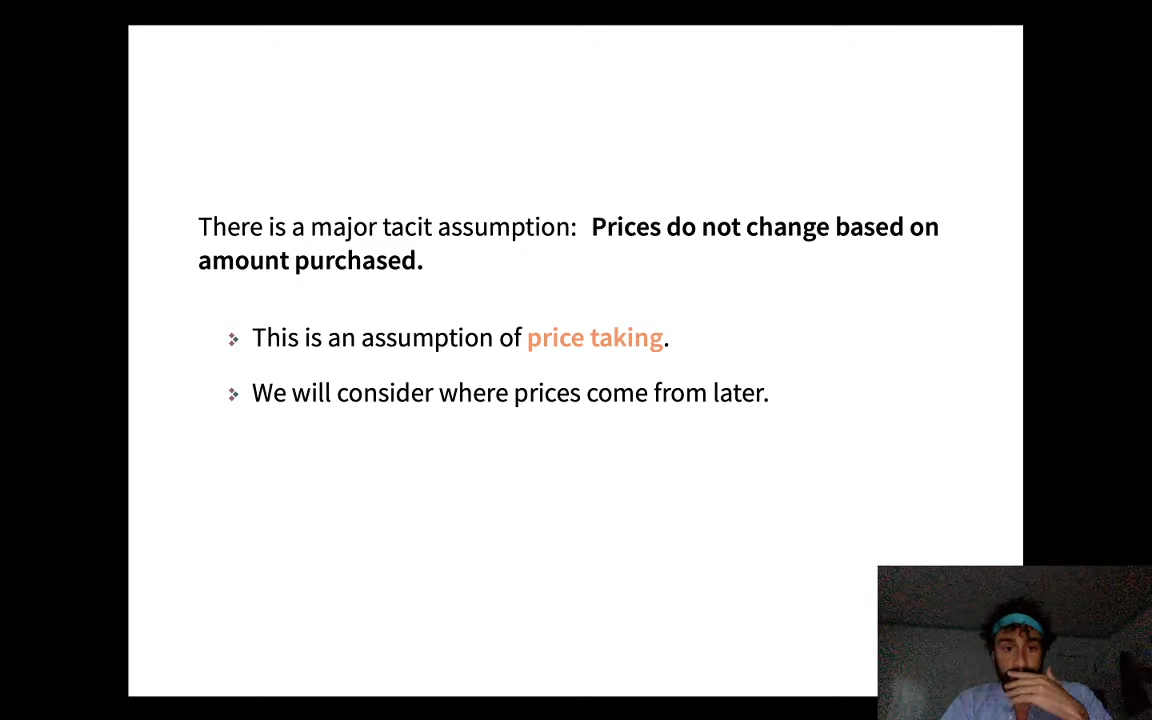 There is a major tacit assumption: Prices do not change based on
amount purchased.
This is an assumption of price taking.
We will consider where prices come from later.